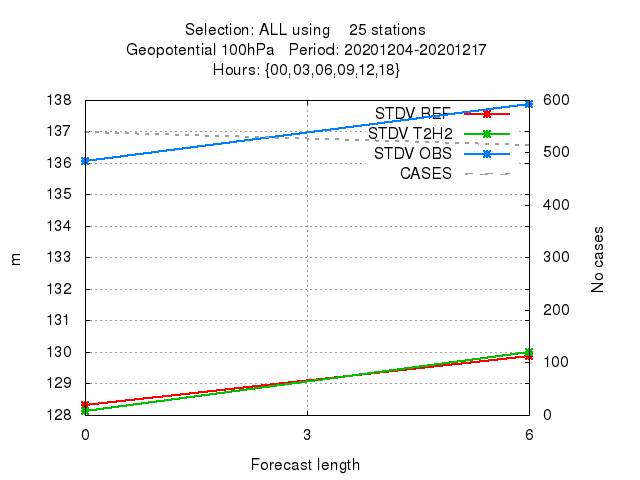 Selection: ALL using    25 stations
Geopotential 100hPa   Period: 20201204-20201217
Hours: {00,03,06,09,12,18}
138
137
136
135
134
133
132
131
130
129
128
m
600
500
400
300
200
100
0
No cases
STDV REF
STDV T2H2
STDV OBS
CASES
0
3
6
Forecast length